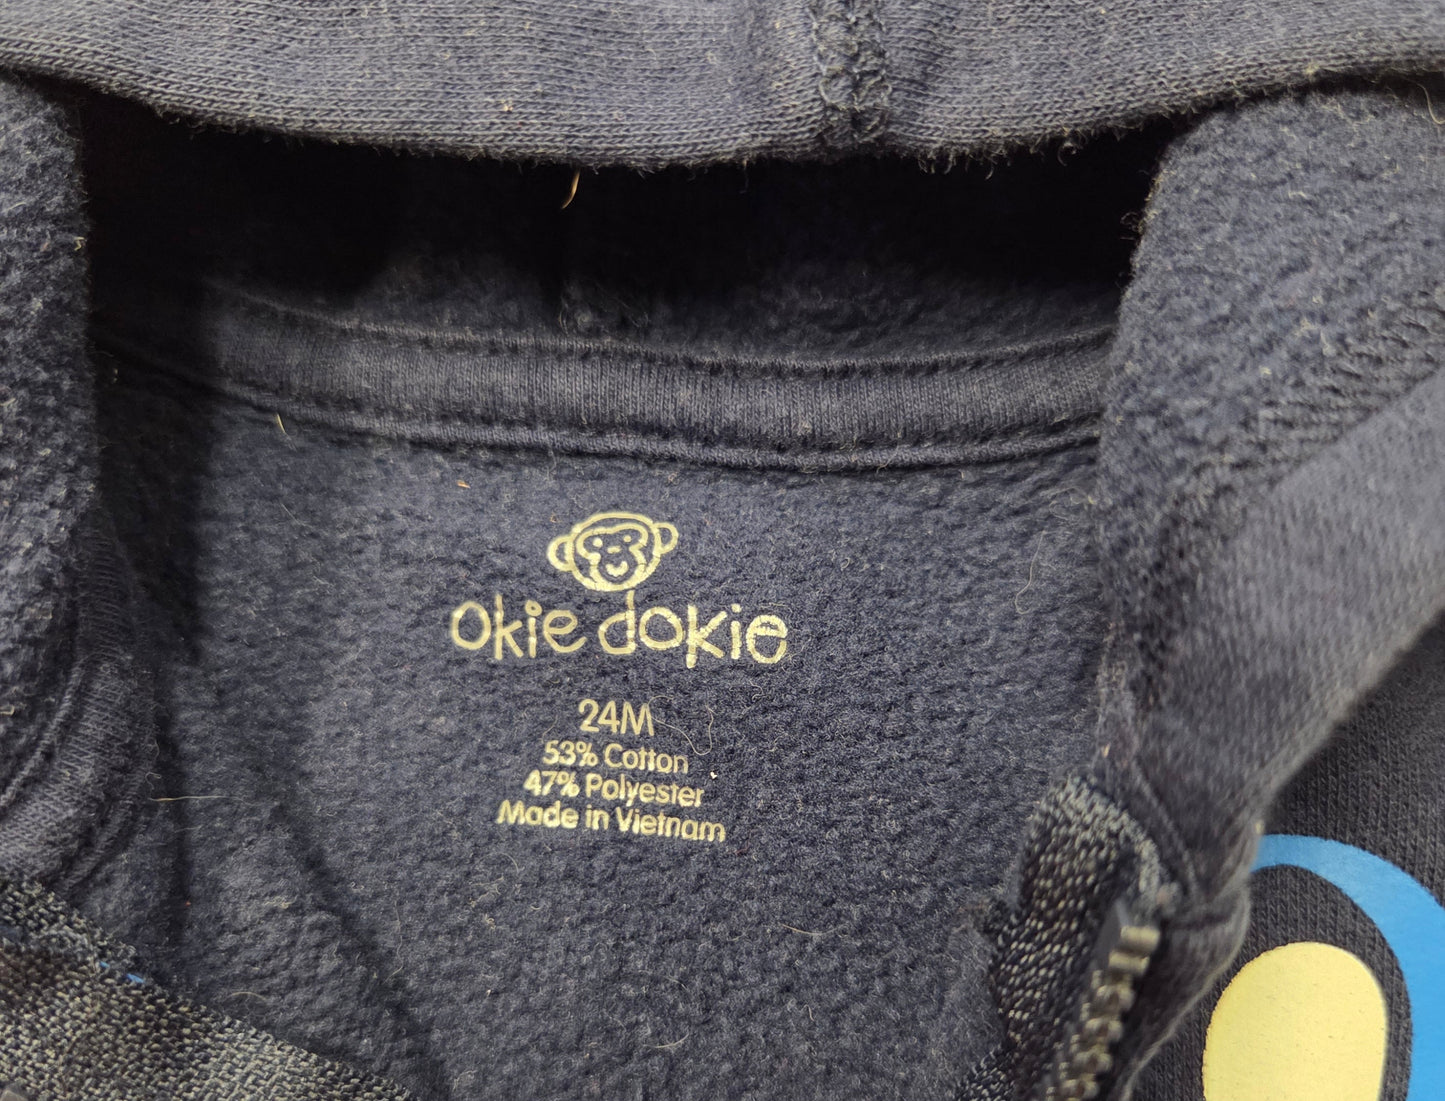 Okie dokie
24M
53% Cotton
47% Polyester
Made in Vietnam